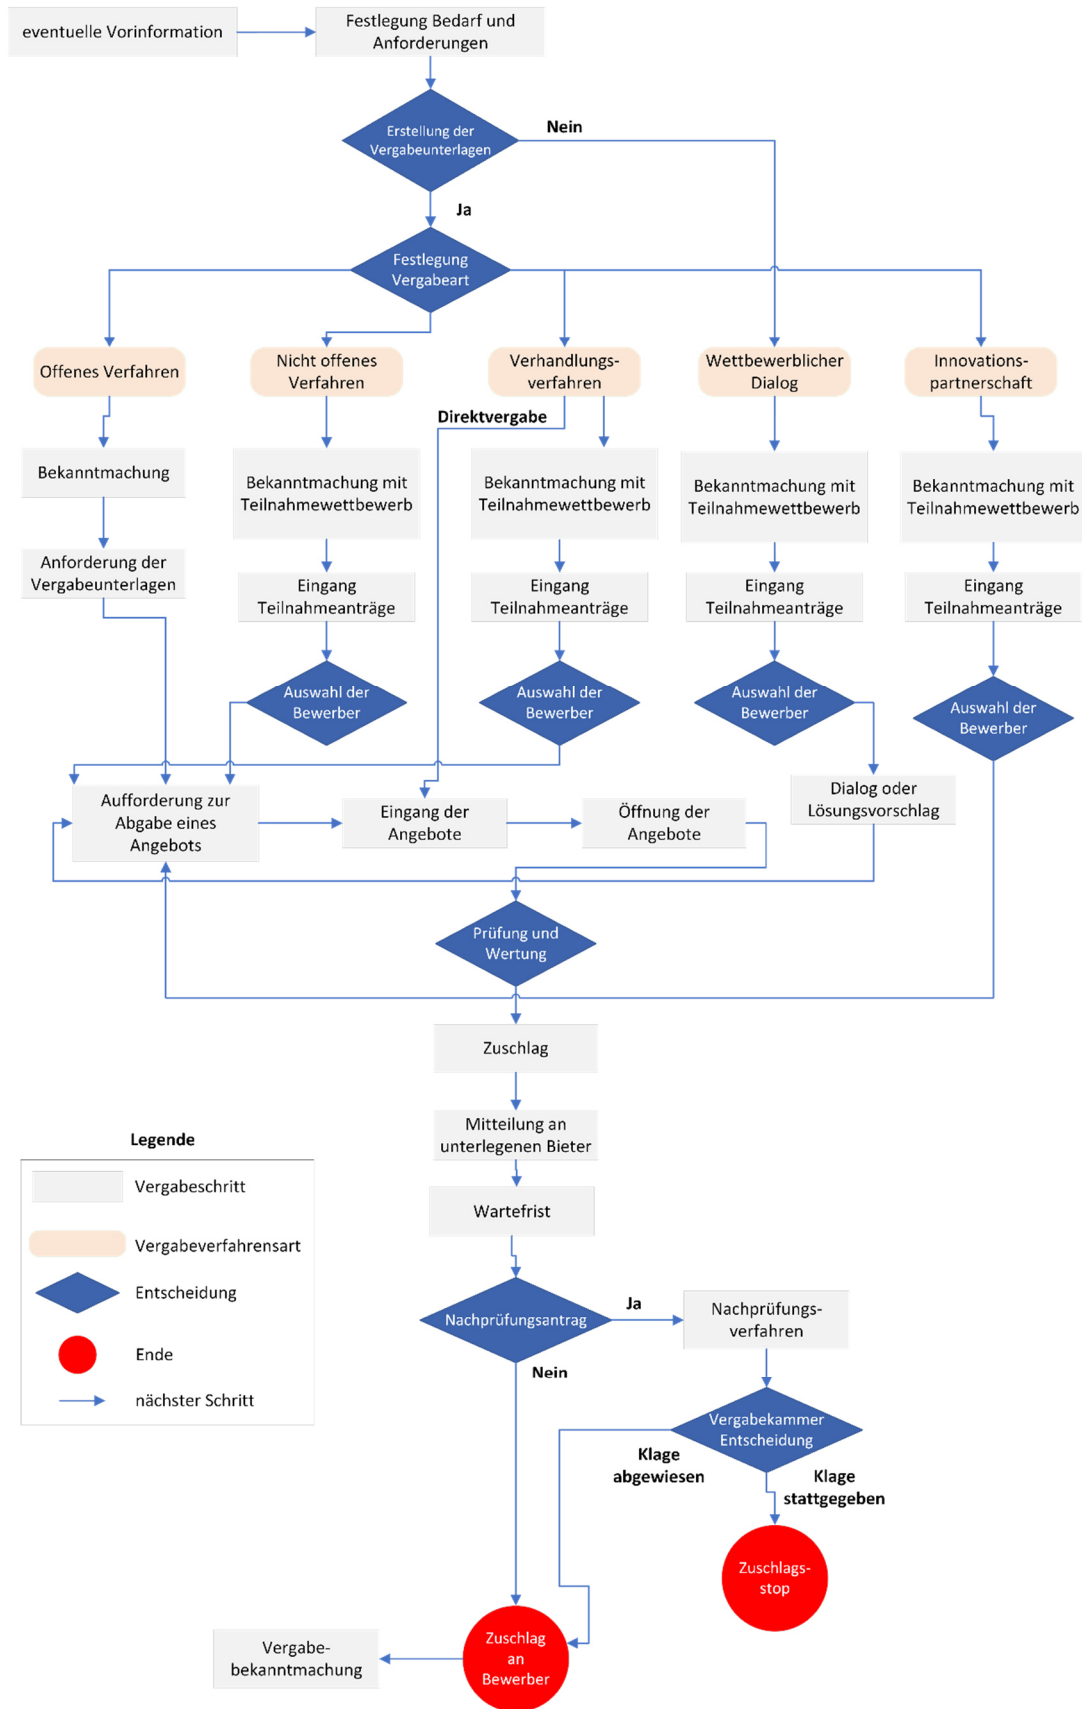 eventuelle Vorinformation
Festlegung Bedarf und
Anforderungen
Erstellung der
Vergabeunterlagen
Nein
Ja
Festlegung
Vergabeart
Offenes Verfahren
Nicht offenes
Verfahren
Verhandlungs-
verfahren
Wettbewerblicher
Dialog
Innovations-
partnerschaft
Direktvergabe
Bekanntmachung
Bekanntmachung mit
Teilnahmewettbewerb
Bekanntmachung mit
Teilnahmewettbewerb
Bekanntmachung mit
Teilnahmewettbewerb
Bekanntmachung mit
Teilnahmewettbewerb
Anforderung der
Vergabeunterlagen
Eingang
Teilnahmeanträge
Eingang
Teilnahmeanträge
Eingang
Teilnahmeanträge
Eingang
Teilnahmeanträge
Auswahl der
Bewerber
Auswahl der
Bewerber
Auswahl der
Bewerber
Auswahl der
Bewerber
Aufforderung zur
Abgabe eines
Angebots
Eingang der
Angebote
Öffnung der
Angebote
Dialog oder
Lösungsvorschlag
Prüfung und
Wertung
Zuschlag
Mitteilung an
unterlegenen Bieter
Wartefrist
Legende
Vergabeschritt
Vergabeverfahrensart
Entscheidung
Ende
nächster Schritt
Nachprüfungsantrag
Ja
Nachprüfungs-
verfahren
Nein
Vergabekammer
Entscheidung
Klage
abgewiesen
Klage
stattgegeben
Zuschlags-
stop
Zuschlag
an
Bewerber
Vergabe-
bekanntmachung